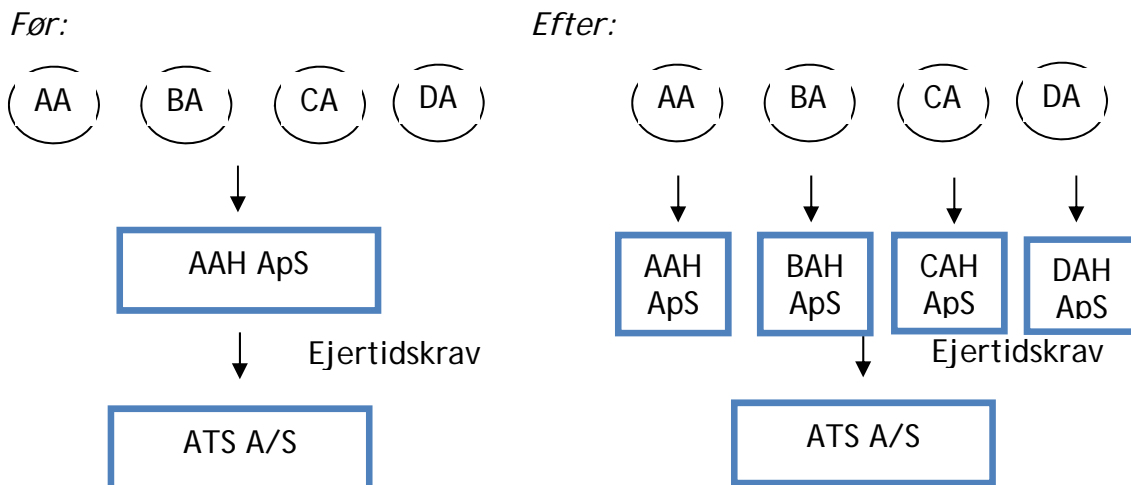 Før:
AA
BA
CA
DA
AAH ApS
Ejertidskrav
ATS A/S
Efter:
AA
BA
CA
DA
AAH
ApS
BAH
ApS
CAH
ApS
DAH
ApS
Ejertidskrav
ATS A/S